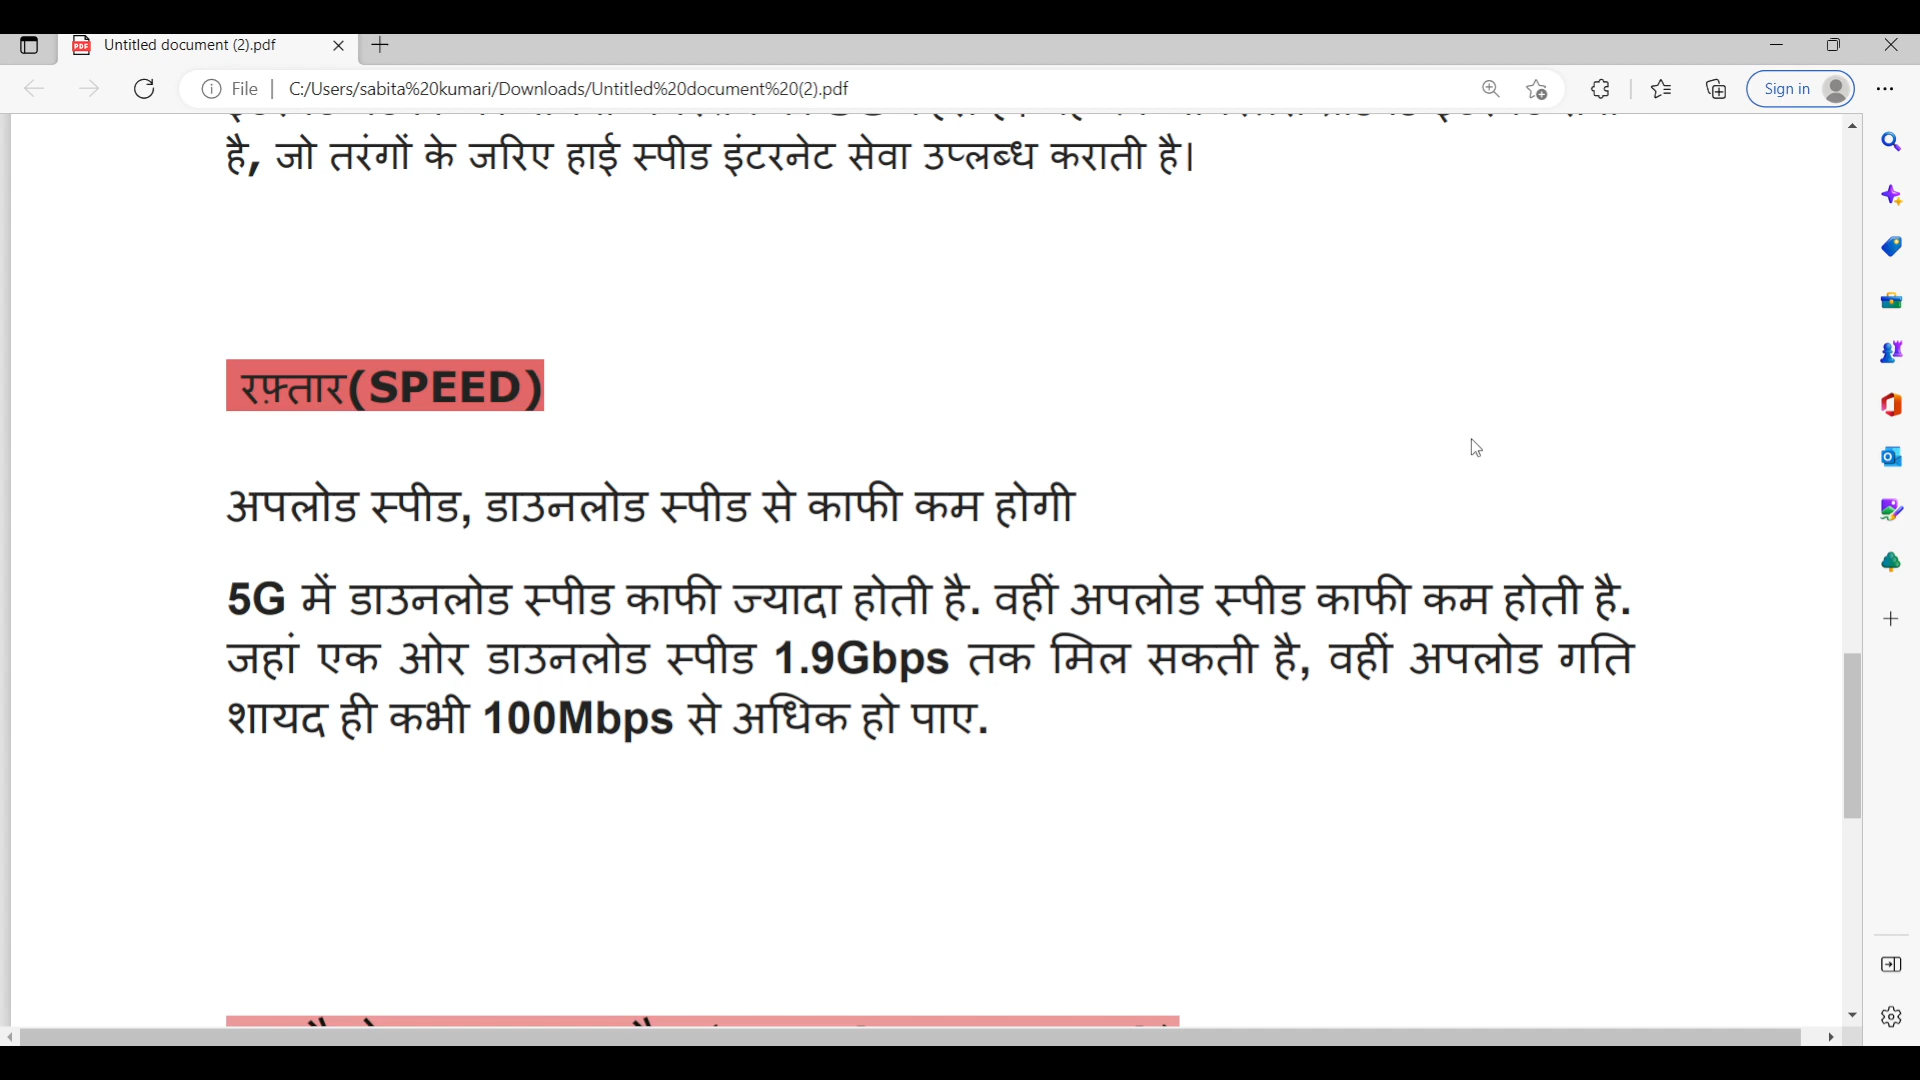 Untitled document (2).pdf
File
C:/Users/sabita%20kumari/Downloads/Untitled%20document%20(2).pdf
Sign in
है, जो तरंगों के जरिए हाई स्पीड इंटरनेट सेवा उप्लब्ध कराती है।
रफ़्तार(SPEED)
अपलोड स्पीड, डाउनलोड स्पीड से काफी कम होगी
5G में डाउनलोड स्पीड काफी ज्यादा होती है. वहीं अपलोड स्पीड काफी कम होती है.
जहां एक ओर डाउनलोड स्पीड 1.9Gbps तक मिल सकती है, वहीं अपलोड गति
शायद ही कभी 100Mbps से अधिक हो पाए.